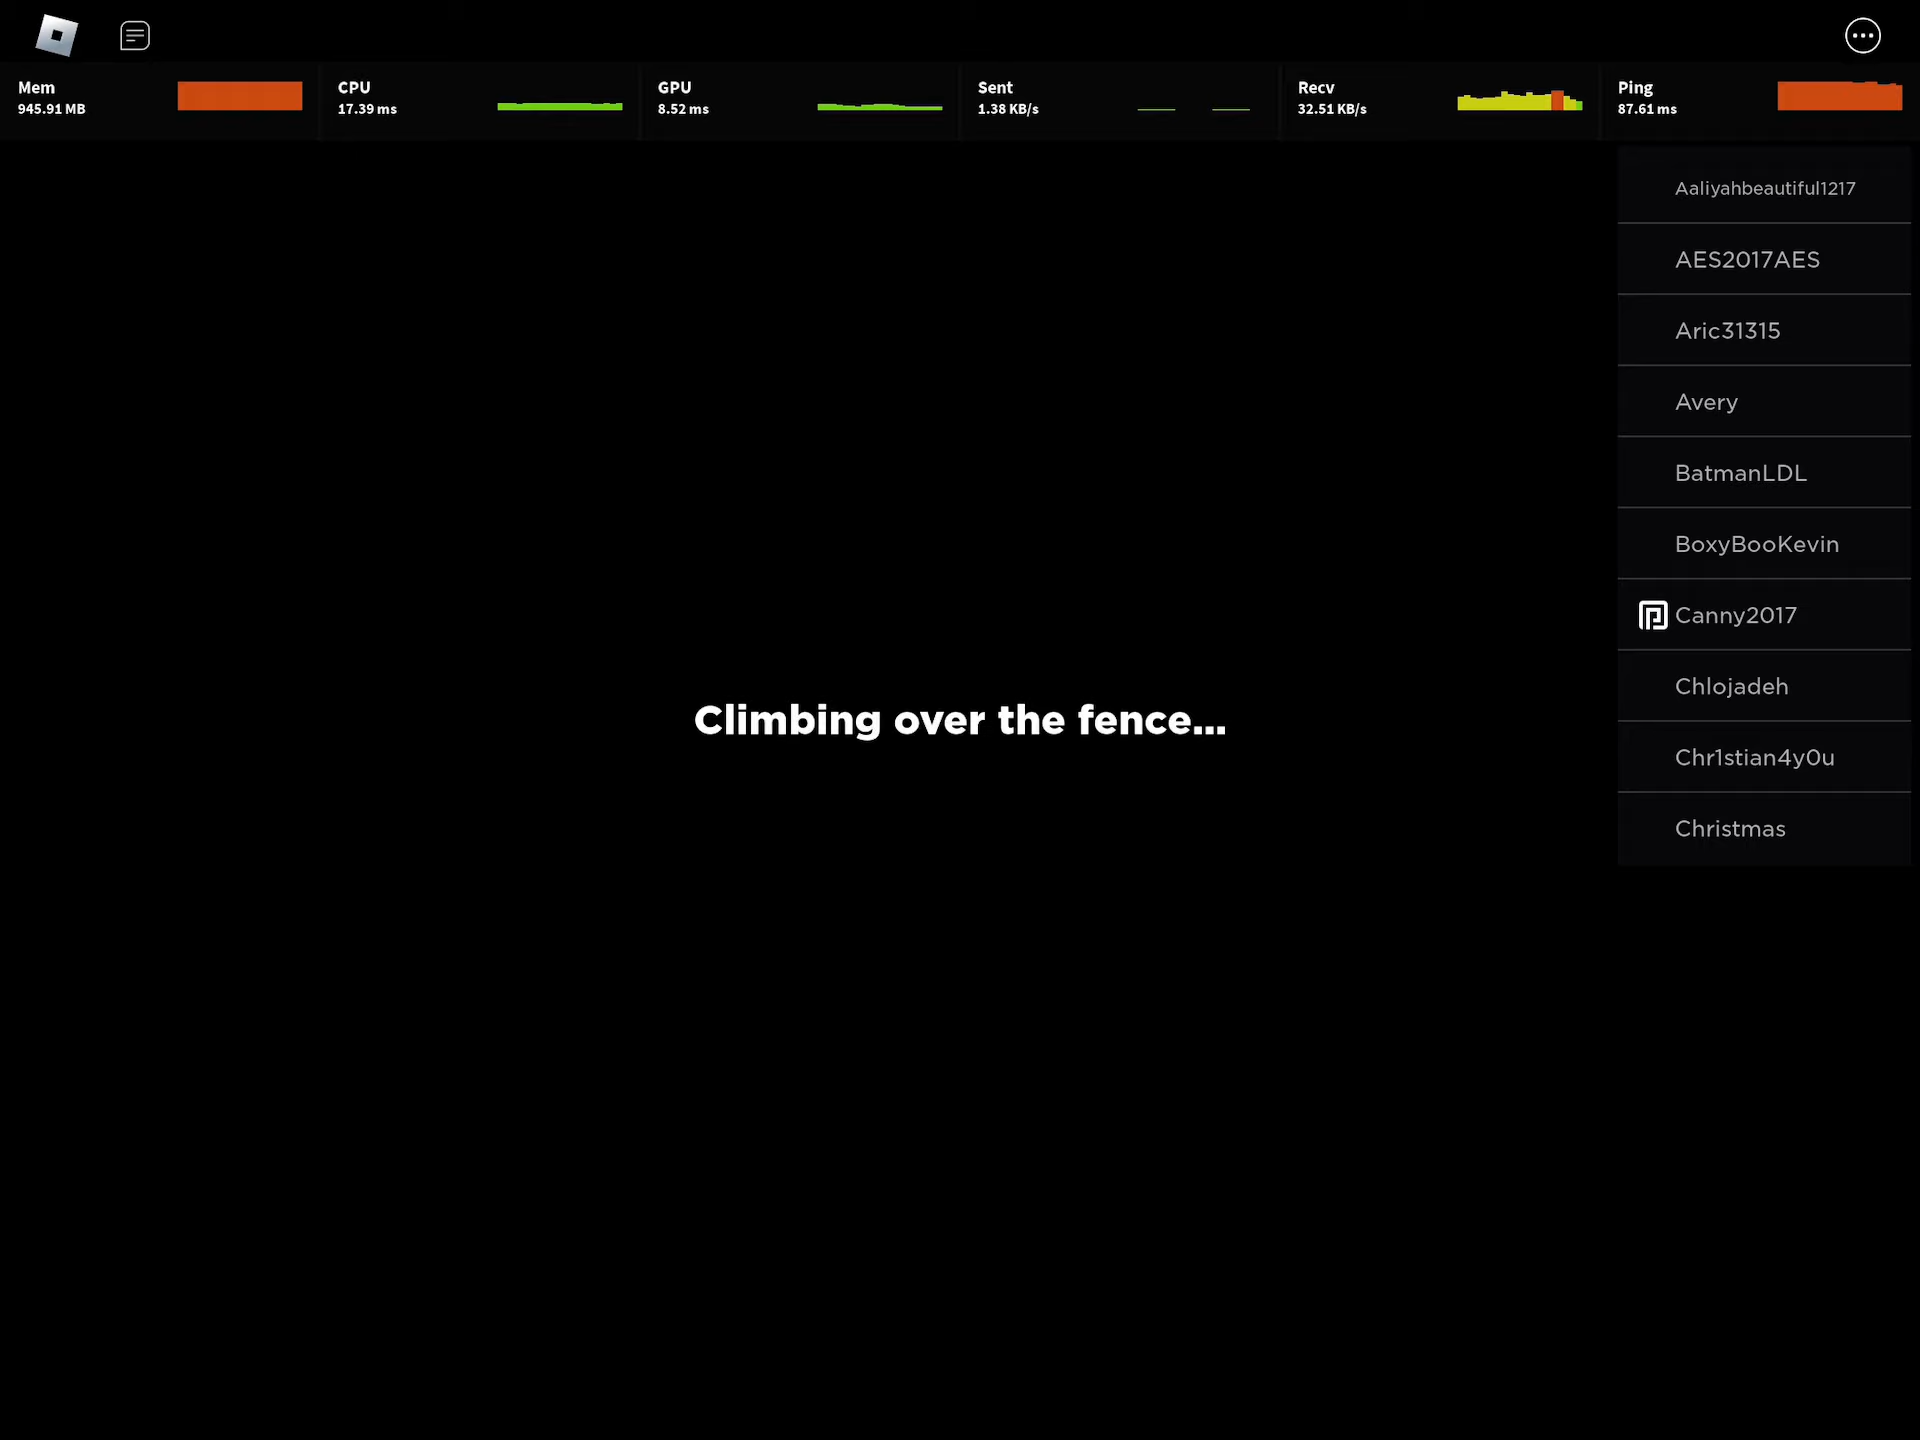 Mem
945.91 MB
CPU
17.39 ms
GPU
8.52 ms
Sent
1.38 KB/s
Recv
32.51 KB/s
Ping
87.61 ms
Aaliyahbeautiful1217
AES2017AES
Aric31315
Avery
BatmanLDL
BoxyBooKevin
Canny2017
Chlojadeh
Chr1stian4y0u
Christmas
Climbing over the fence...